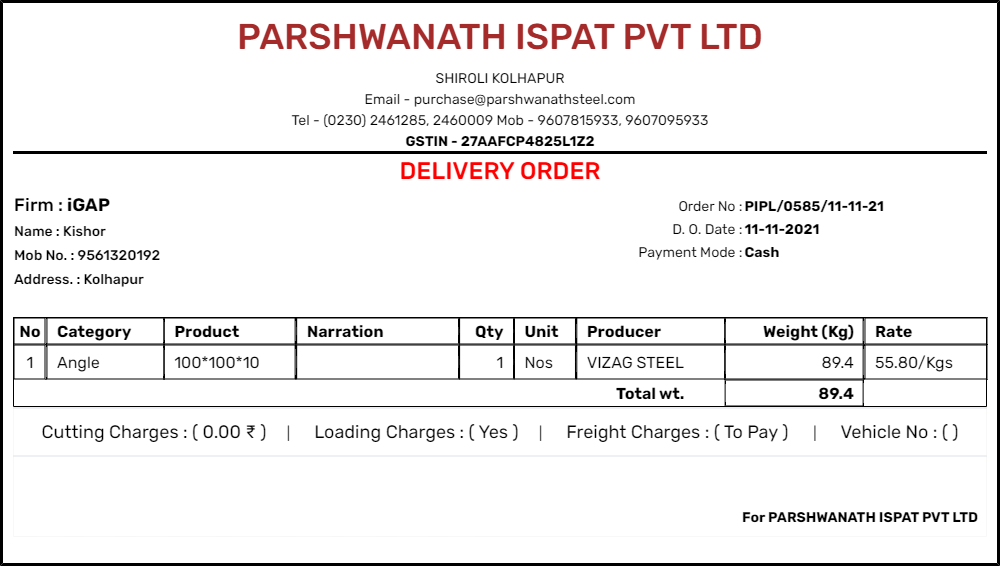 PARSHWANATH ISPAT PVT LTD
SHIROLI KOLHAPUR
Email - purchase@parshwanathsteel.com
Tel - (0230) 2461285, 2460009 Mob - 9607815933, 9607095933
GSTIN - 27AAFCP4825L1Z2
DELIVERY ORDER
Firm : iGAP
Name : Kishor
Mob No. : 9561320192
Address. : Kolhapur
Order No : PIPL/0585/11-11-21
D. O. Date : 11-11-2021
Payment Mode : Cash
No Category Product Narration Qty Unit Producer Weight (Kg) Rate
1 Angle 100*100*10 1 Nos VIZAG STEEL 89.4 55.80/Kgs
Total wt. 89.4
Cutting Charges : ( 0.00 ₹ ) | Loading Charges : ( Yes ) | Freight Charges : ( To Pay ) | Vehicle No : ( )
For PARSHWANATH ISPAT PVT LTD